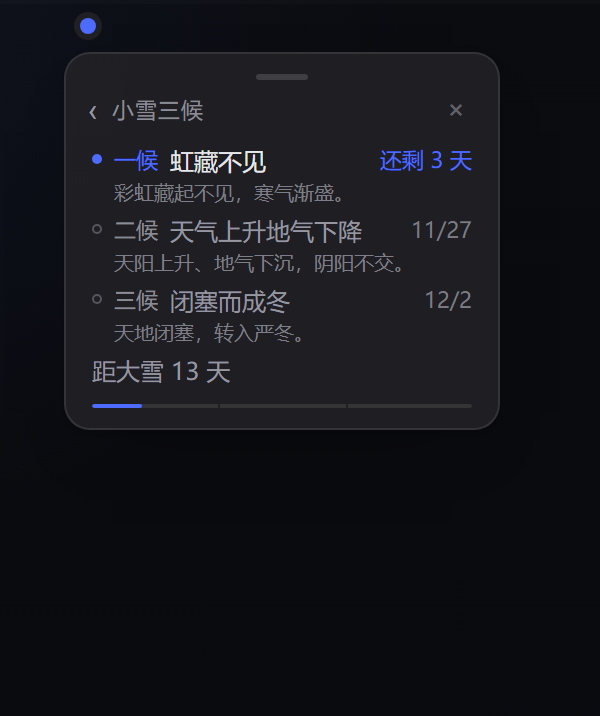 ‹ 小雪三候 ×
一候 虹藏不见 还剩 3 天
彩虹藏起不见，寒气渐盛。
二候 天气上升地气下降 11/27
天阳上升、地气下沉，阴阳不交。
三候 闭塞而成冬 12/2
天地闭塞，转入严冬。
距大雪 13 天